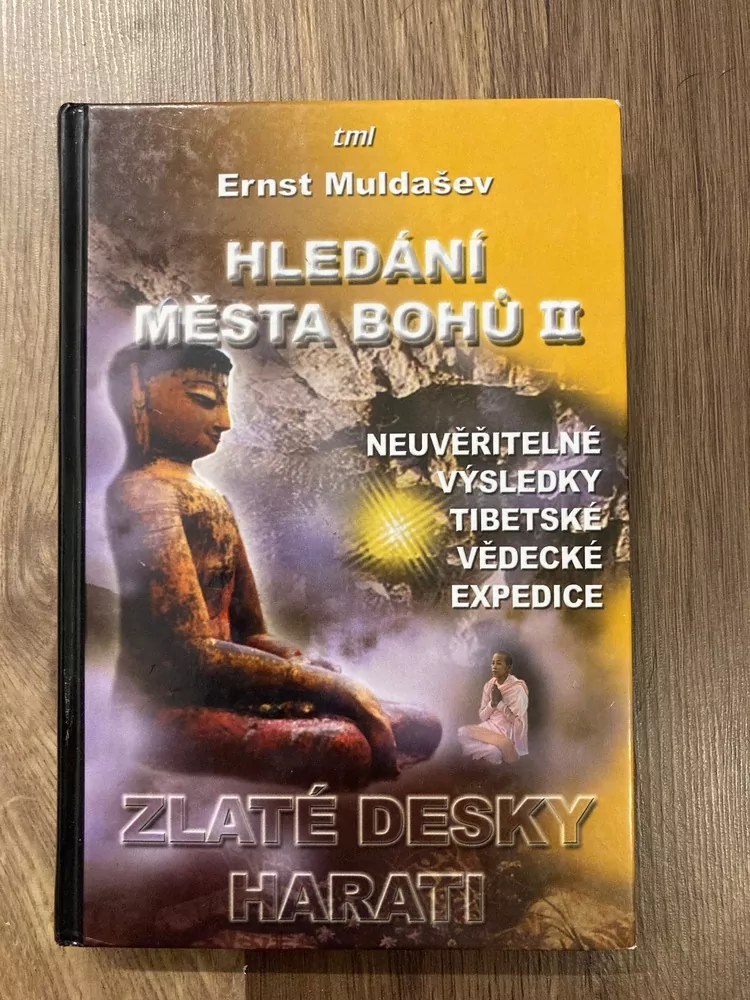 tml
Ernst Muldašev
HLEDÁNÍ
MĚSTA BOHŮ II
NEUVĚŘITELNÉ
VÝSLEDKY
TIBETSKÉ
VĚDECKÉ
EXPEDICE
ZLATÉ DESKY
HARATI